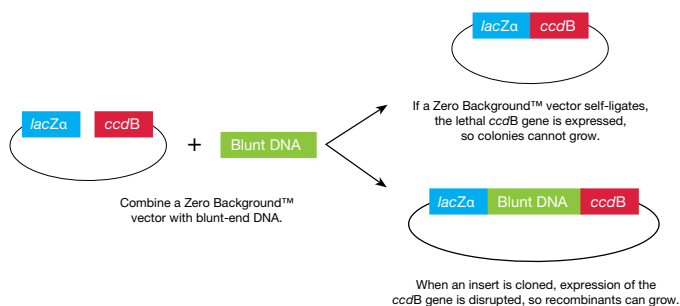 lacZα ccdB
+
Blunt DNA
Combine a Zero Background™
vector with blunt-end DNA.
lacZα ccdB
If a Zero Background™ vector self-ligates,
the lethal ccdB gene is expressed,
so colonies cannot grow.
lacZα Blunt DNA ccdB
When an insert is cloned, expression of the
ccdB gene is disrupted, so recombinants can grow.